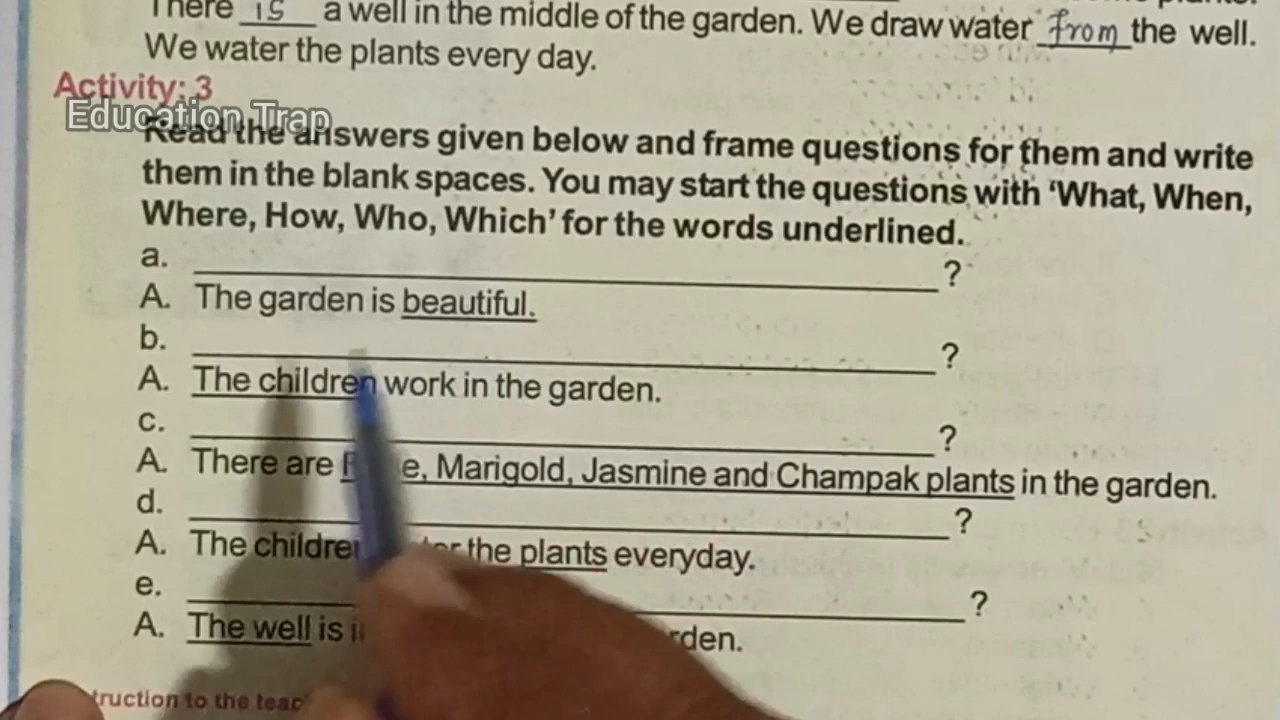 There is a well in the middle of the garden. We draw water from the well.
We water the plants every day.
Activity: 3
Education Trap
Read the answers given below and frame questions for them and write
them in the blank spaces. You may start the questions with 'What, When,
Where, How, Who, Which' for the words underlined.
a. ?
A. The garden is beautiful.
b. ?
A. The children work in the garden.
c. ?
A. There are Marigold, Jasmine and Champak plants in the garden.
d. ?
A. The the plants everyday.
e. ?
A. The well is
to the